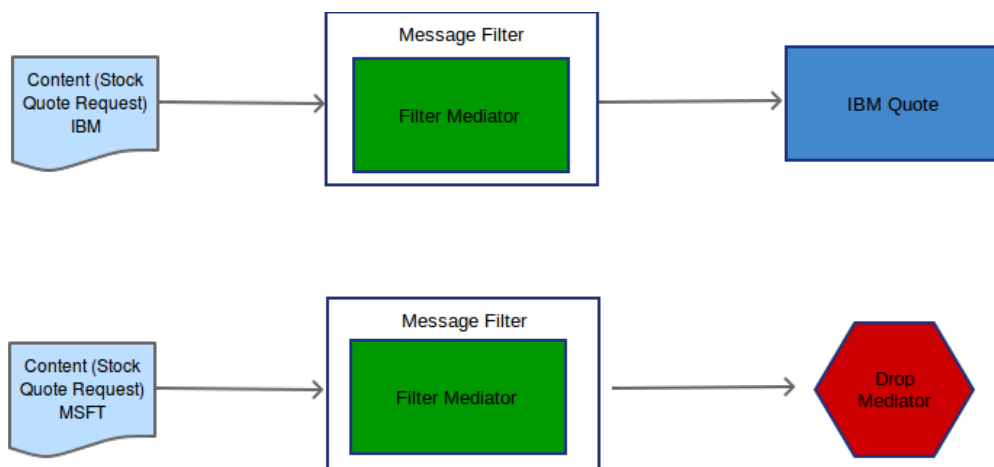 Message Filter
Content (Stock
Quote Request)
IBM
Filter Mediator
IBM Quote
Message Filter
Content (Stock
Quote Request)
MSFT
Filter Mediator
Drop
Mediator